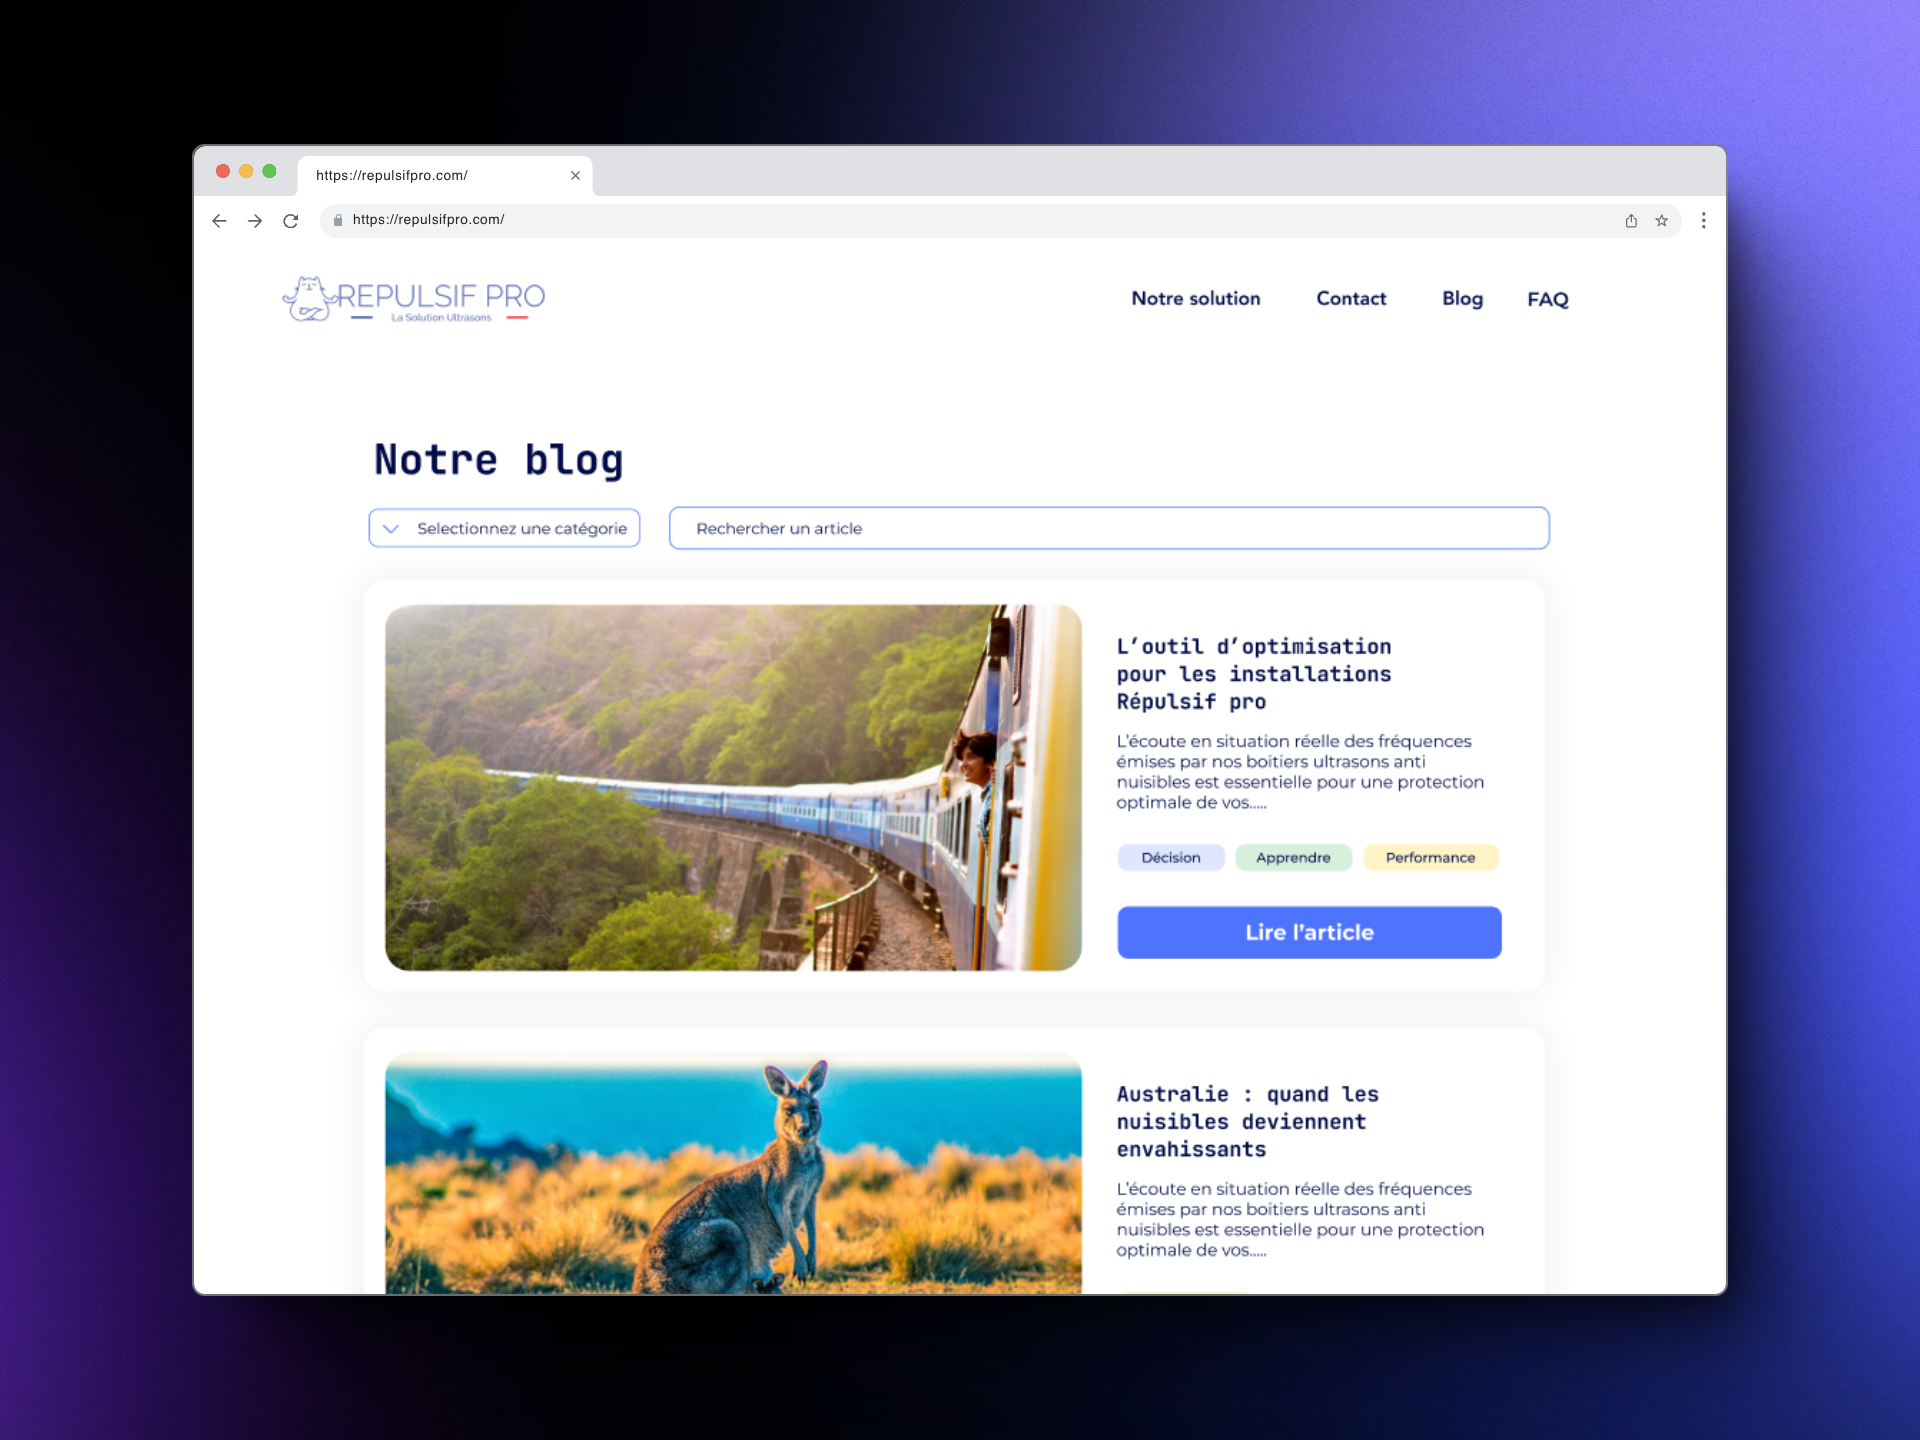 https://repulsifpro.com/
https://repulsifpro.com/
REPULSIF PRO
La Solution Ultrasons
Notre solution
Contact
Blog
FAQ
Notre blog
Selectionnez une catégorie
Rechercher un article
L’outil d’optimisation
pour les installations
Répulsif pro
L’écoute en situation réelle des fréquences
émises par nos boitiers ultrasons anti
nuisibles est essentielle pour une protection
optimale de vos.....
Décision
Apprendre
Performance
Lire l’article
Australie : quand les
nuisibles deviennent
envahissants
L’écoute en situation réelle des fréquences
émises par nos boitiers ultrasons anti
nuisibles est essentielle pour une protection
optimale de vos.....